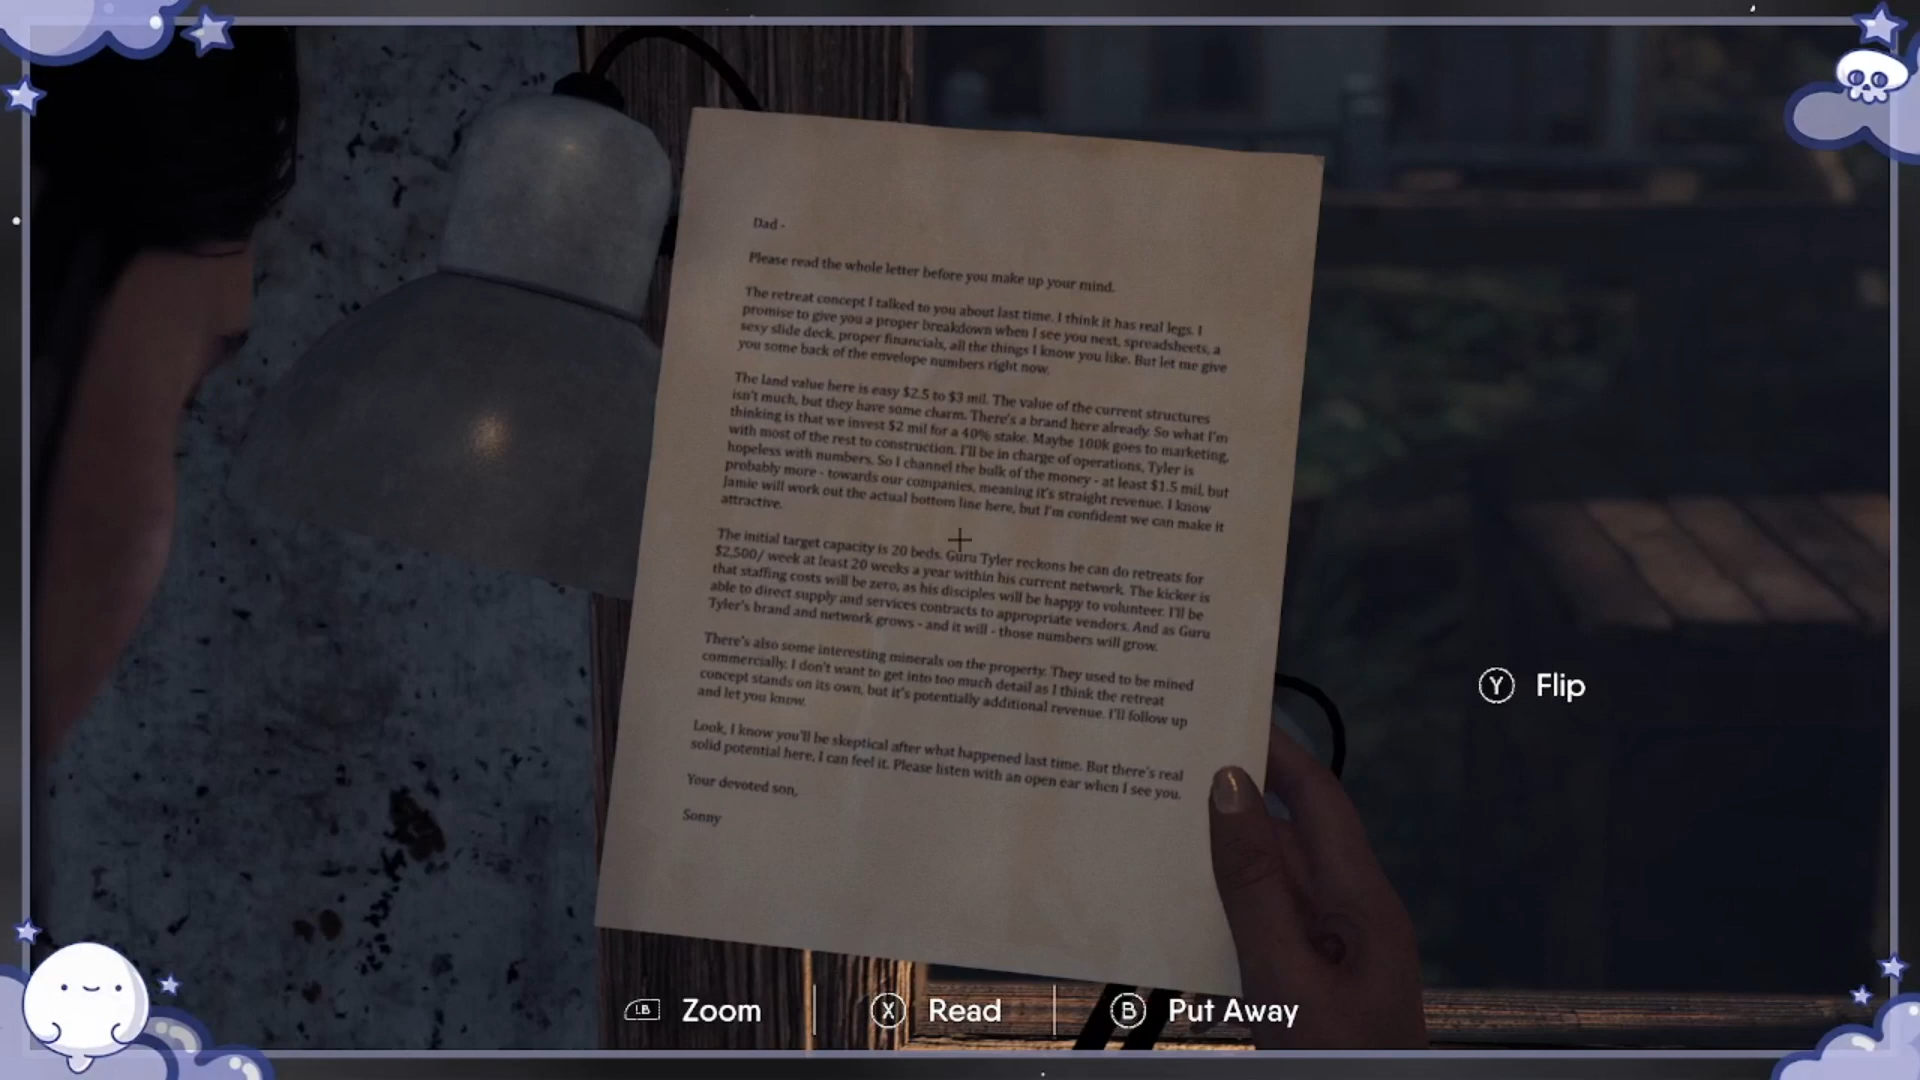 Dad -
Please read the whole letter before you make up your mind.
The retreat concept I talked to you about last time. I think it has real legs. I
promise to give you a proper breakdown when I see you next, spreadsheets, a
sexy slide deck, proper financials, all the things I know you like. But let me give
you some back of the envelope numbers right now.
The land value here is easy $2.5 to $3 mil. The value of the current structures
isn't much, but they have some charm. There's a brand here already. So what I'm
thinking is that we invest $2 mil for a 40% stake. Maybe 100k goes to marketing,
with most of the rest to construction. I'll be in charge of operations, Tyler is
hopeless with numbers. So I channel the bulk of the money - at least $1.5 mil, but
probably more - towards our companies, meaning it's straight revenue. I know
Jamie will work out the actual bottom line here, but I'm confident we can make it
attractive.
The initial target capacity is 20 beds. Guru Tyler reckons he can do retreats for
$2,500/ week at least 20 weeks a year within his current network. The kicker is
that staffing costs will be zero, as his disciples will be happy to volunteer. I'll be
able to direct supply and services contracts to appropriate vendors. And as Guru
Tyler's brand and network grows - and it will - those numbers will grow.
There's also some interesting minerals on the property. They used to be mined
commercially. I don't want to get into too much detail as I think the retreat
concept stands on its own, but it's potentially additional revenue. I'll follow up
and let you know.
Look, I know you'll be skeptical after what happened last time. But there's real
solid potential here, I can feel it. Please listen with an open ear when I see you.
Your devoted son,
Sonny
Y Flip
LB Zoom
X Read
B Put Away